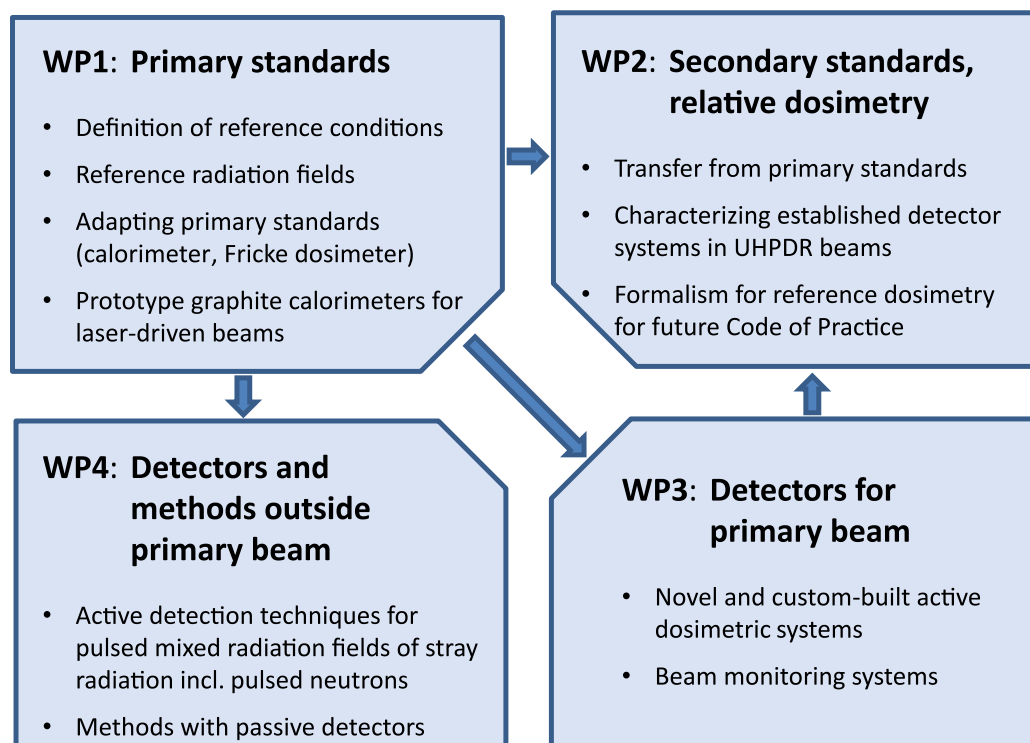 WP1: Primary standards
• Definition of reference conditions
• Reference radiation fields
• Adapting primary standards
(calorimeter, Fricke dosimeter)
• Prototype graphite calorimeters for
laser-driven beams
WP2: Secondary standards,
relative dosimetry
• Transfer from primary standards
• Characterizing established detector
systems in UHPDR beams
• Formalism for reference dosimetry
for future Code of Practice
WP4: Detectors and
methods outside
primary beam
• Active detection techniques for
pulsed mixed radiation fields of stray
radiation incl. pulsed neutrons
• Methods with passive detectors
WP3: Detectors for
primary beam
• Novel and custom-built active
dosimetric systems
• Beam monitoring systems